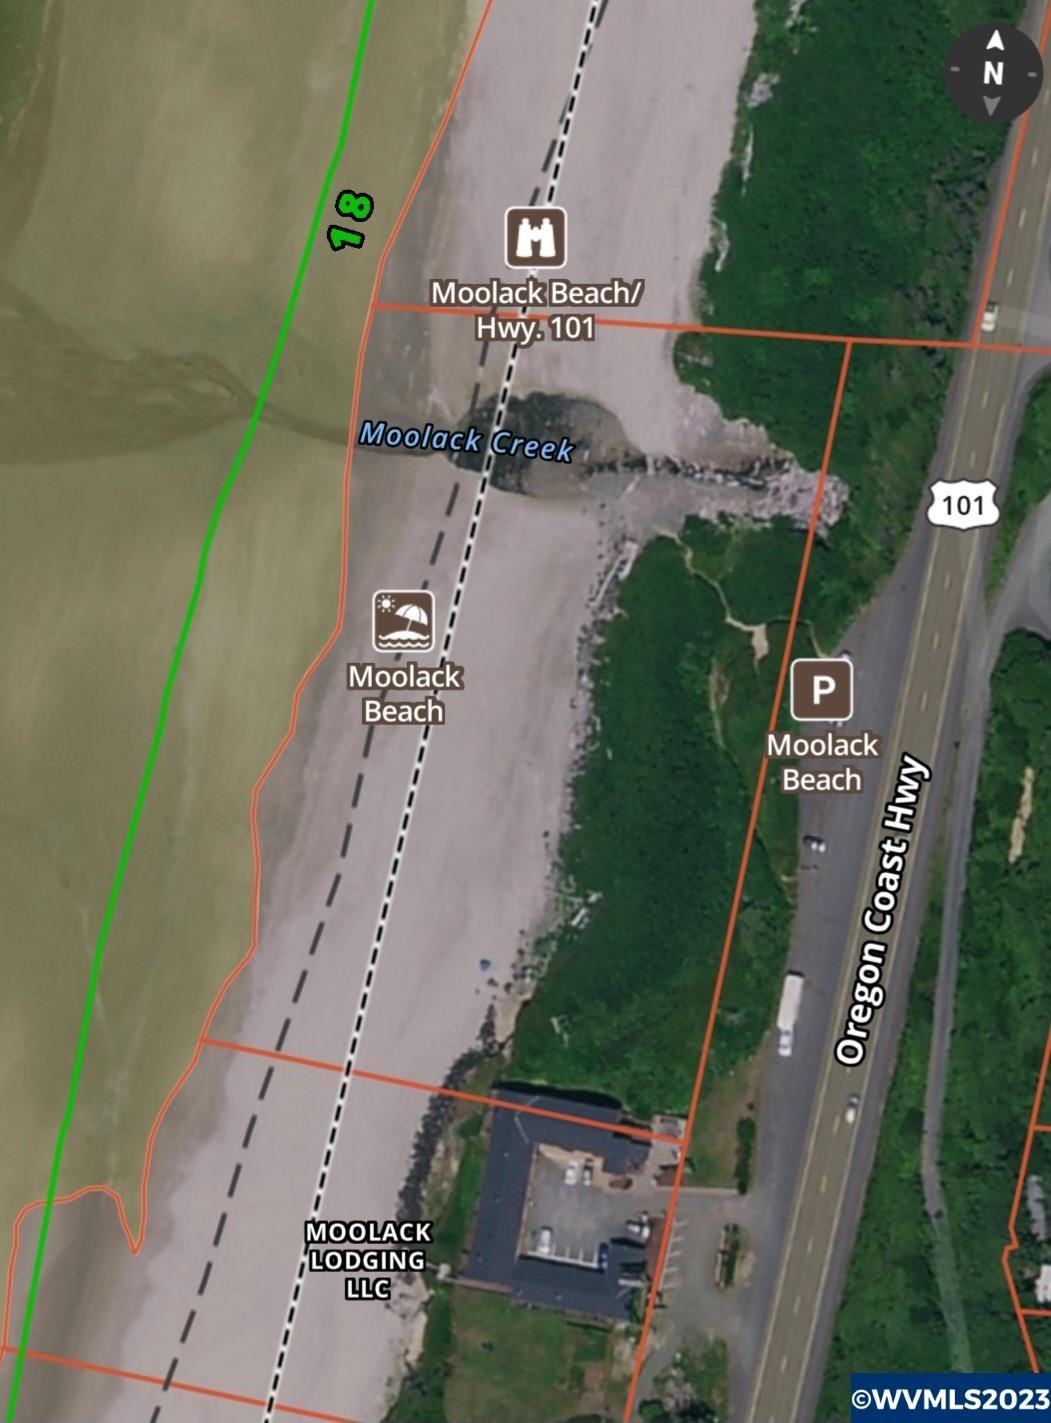 N
18
Moolack Beach/
Hwy. 101
Moolack Creek
101
Moolack
Beach
P
Moolack
Beach
Oregon Coast Hwy
MOOLACK
LODGING
LLC
©WVMLS2023